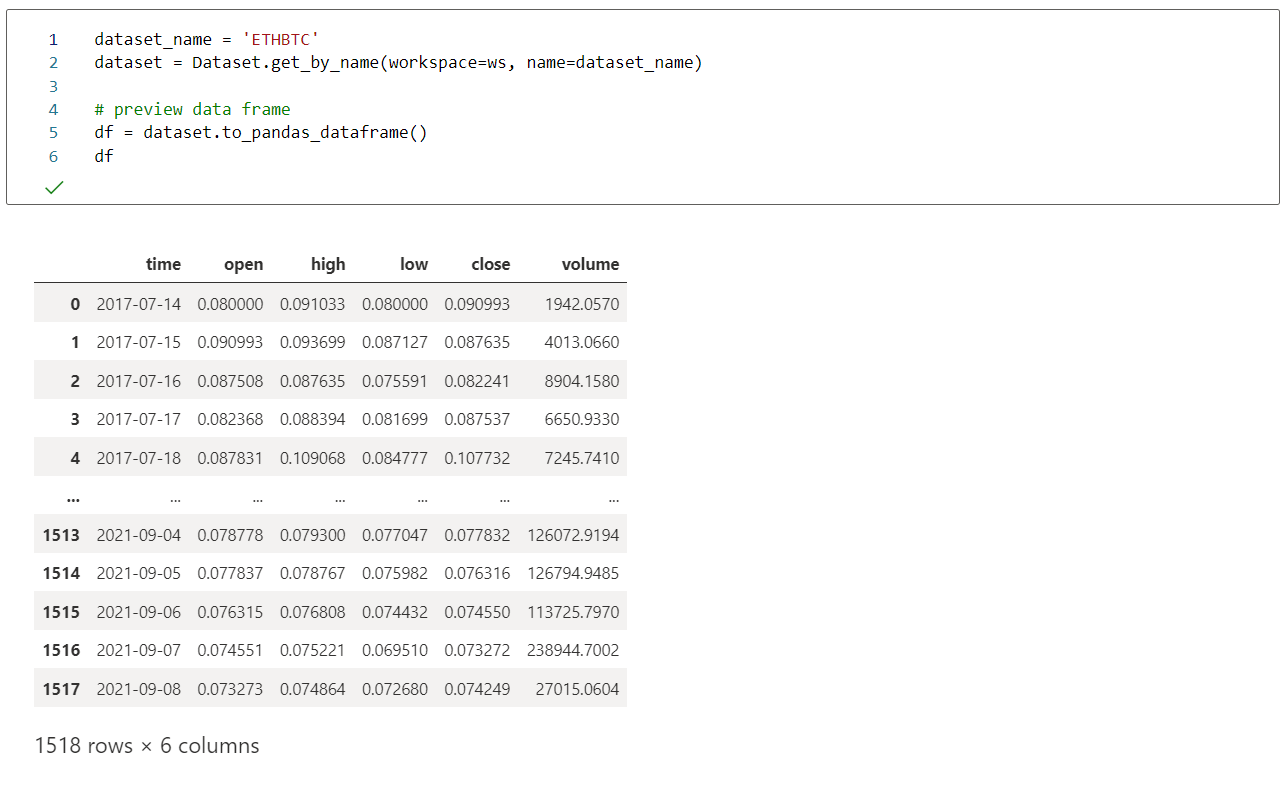 1 dataset_name = 'ETHBTC'
2 dataset = Dataset.get_by_name(workspace=ws, name=dataset_name)
3
4 # preview data frame
5 df = dataset.to_pandas_dataframe()
6 df
time open high low close volume
0 2017-07-14 0.080000 0.091033 0.080000 0.090993 1942.0570
1 2017-07-15 0.090993 0.093699 0.087127 0.087635 4013.0660
2 2017-07-16 0.087508 0.087635 0.075591 0.082241 8904.1580
3 2017-07-17 0.082368 0.088394 0.081699 0.087537 6650.9330
4 2017-07-18 0.087831 0.109068 0.084777 0.107732 7245.7410
... ... ... ... ... ... ...
1513 2021-09-04 0.078778 0.079300 0.077047 0.077832 126072.9194
1514 2021-09-05 0.077837 0.078767 0.075982 0.076316 126794.9485
1515 2021-09-06 0.076315 0.076808 0.074432 0.074550 113725.7970
1516 2021-09-07 0.074551 0.075221 0.069510 0.073272 238944.7002
1517 2021-09-08 0.073273 0.074864 0.072680 0.074249 27015.0604
1518 rows × 6 columns